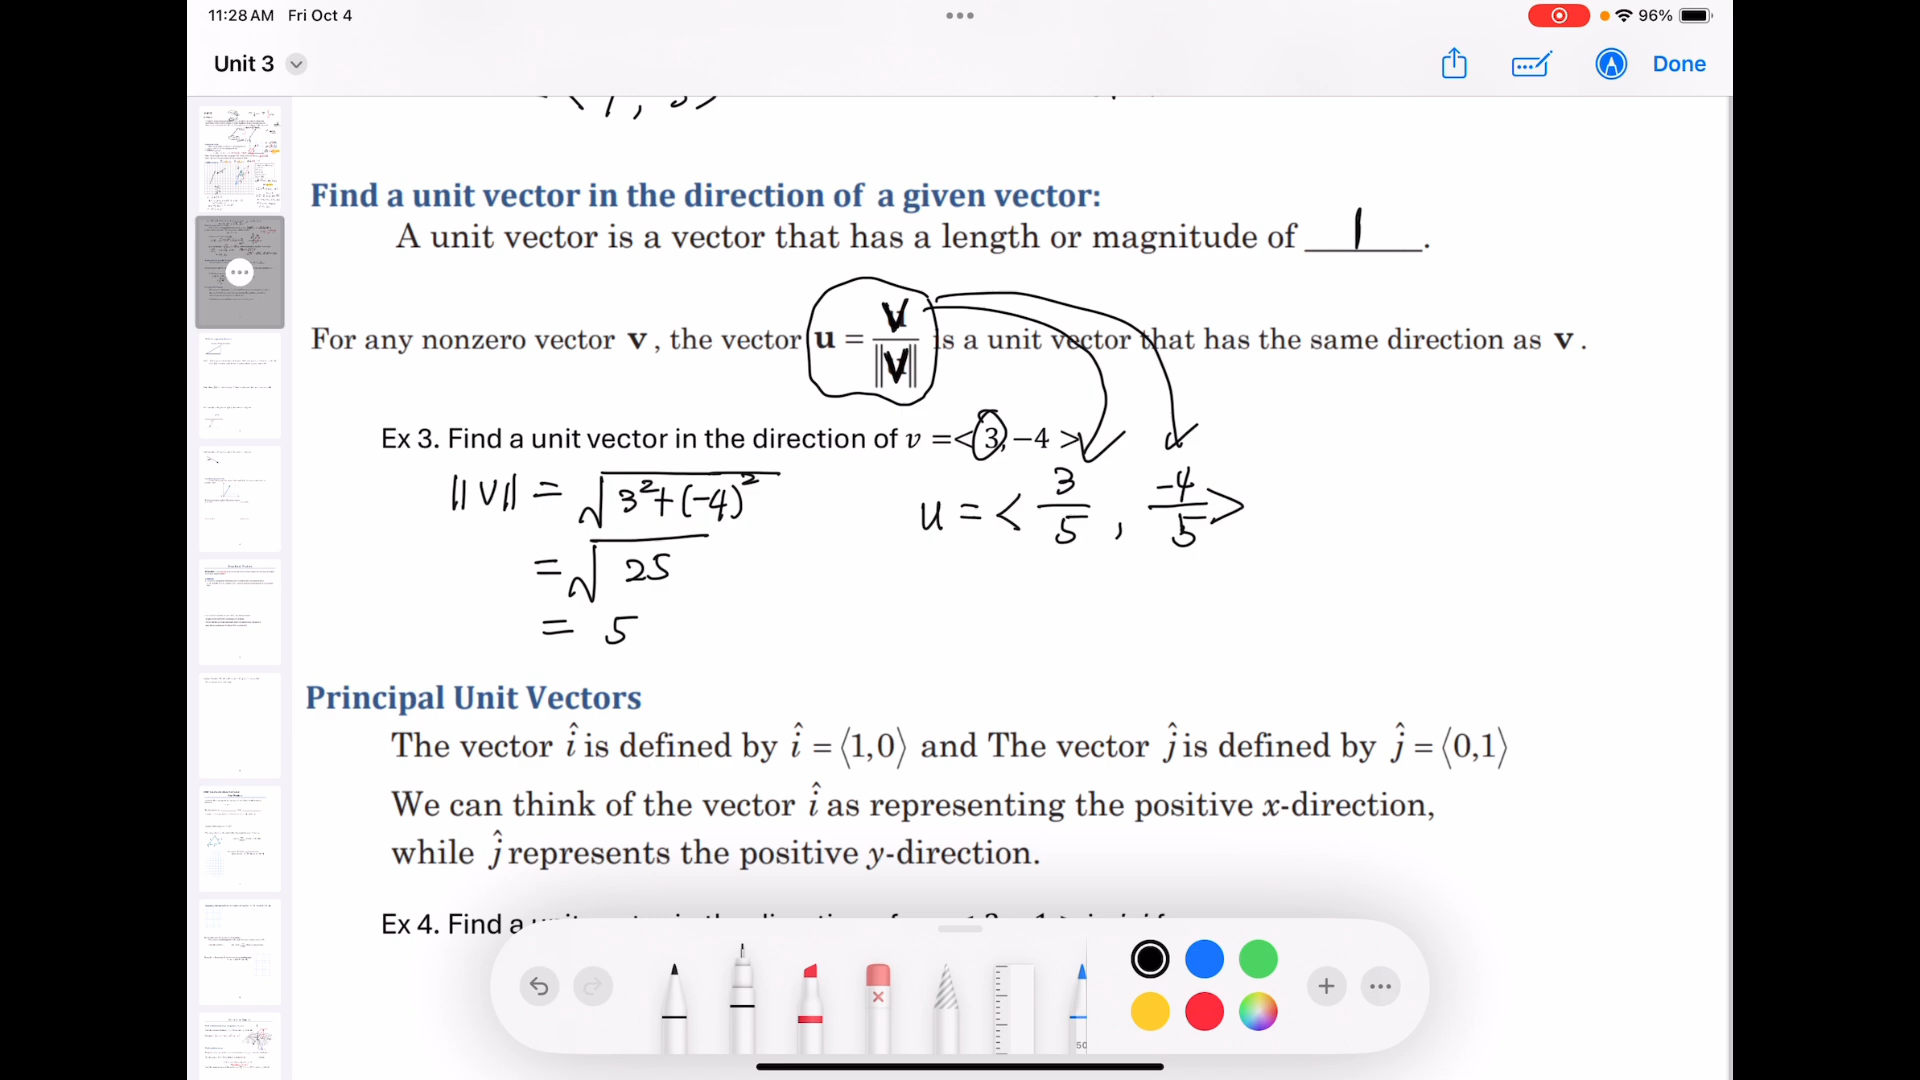 11:28 AM Fri Oct 4
96%
Unit 3
Done
Find a unit vector in the direction of a given vector:
A unit vector is a vector that has a length or magnitude of 1.
For any nonzero vector v, the vector u = v/‖v‖ is a unit vector that has the same direction as v.
Ex 3. Find a unit vector in the direction of v =< 3, −4 >
||v|| = √(3² + (-4)²)
= √25
= 5
u = < 3/5 , -4/5 >
Principal Unit Vectors
The vector î is defined by î = ⟨1,0⟩ and The vector ĵ is defined by ĵ = ⟨0,1⟩
We can think of the vector î as representing the positive x-direction,
while ĵ represents the positive y-direction.
Ex 4. Find a
50